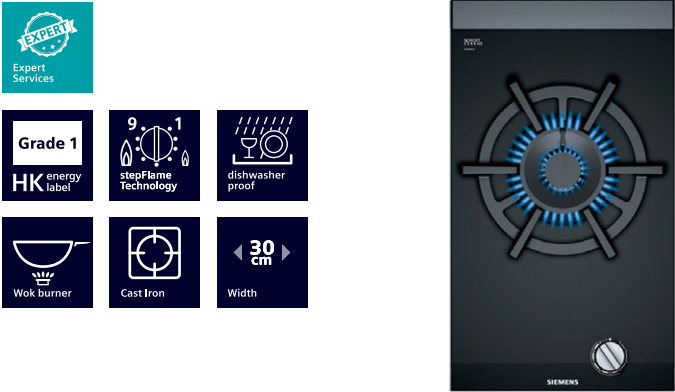 EXPERT
Expert
Services
Grade 1
HK energy
label
9 1
stepFlame
Technology
dishwasher
proof
Wok burner
Cast Iron
30
cm
Width
SIEMENS